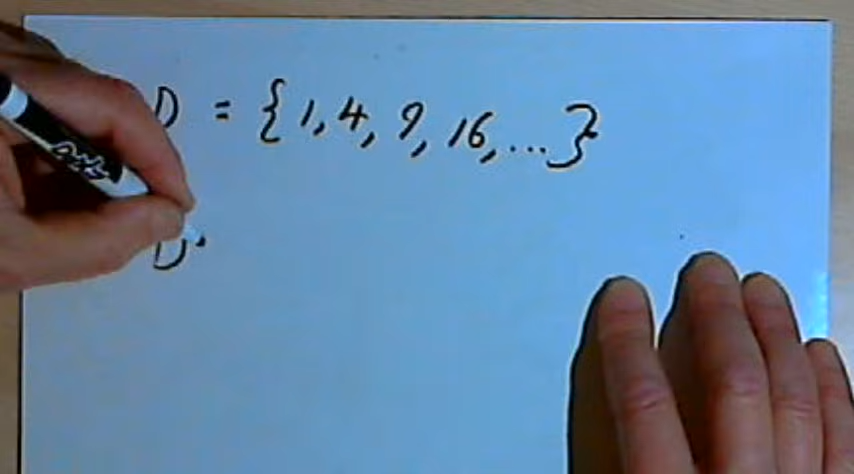 D = {1, 4, 9, 16, ...}
D